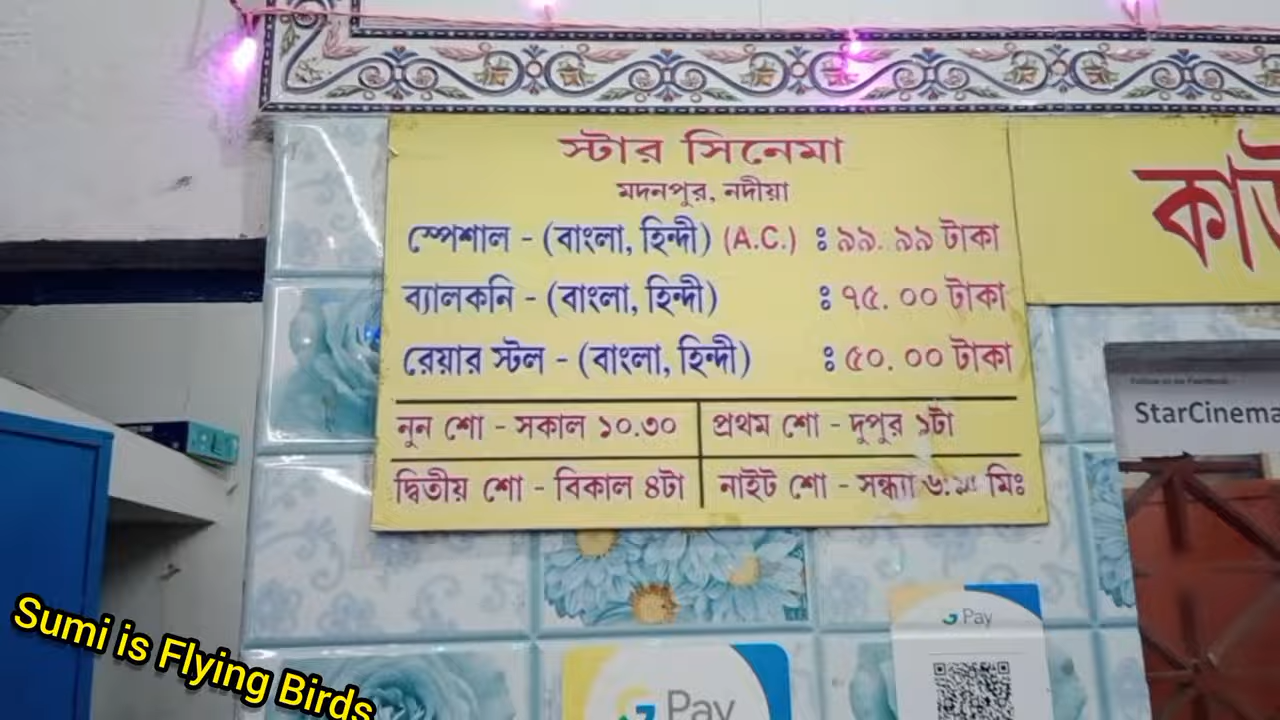 স্টার সিনেমা
মদনপুর, নদীয়া
স্পেশাল - (বাংলা, হিন্দী) (A.C.) : ৯৯. ৯৯ টাকা
ব্যালকনি - (বাংলা, হিন্দী) : ৭৫. ০০ টাকা
রেয়ার স্টল - (বাংলা, হিন্দী) : ৫০. ০০ টাকা
নুন শো - সকাল ১০.৩০
প্রথম শো - দুপুর ১টা
দ্বিতীয় শো - বিকাল ৪টা
নাইট শো - সন্ধ্যা মিঃ
StarCinema
G Pay
G Pay
Sumi is Flying Birds